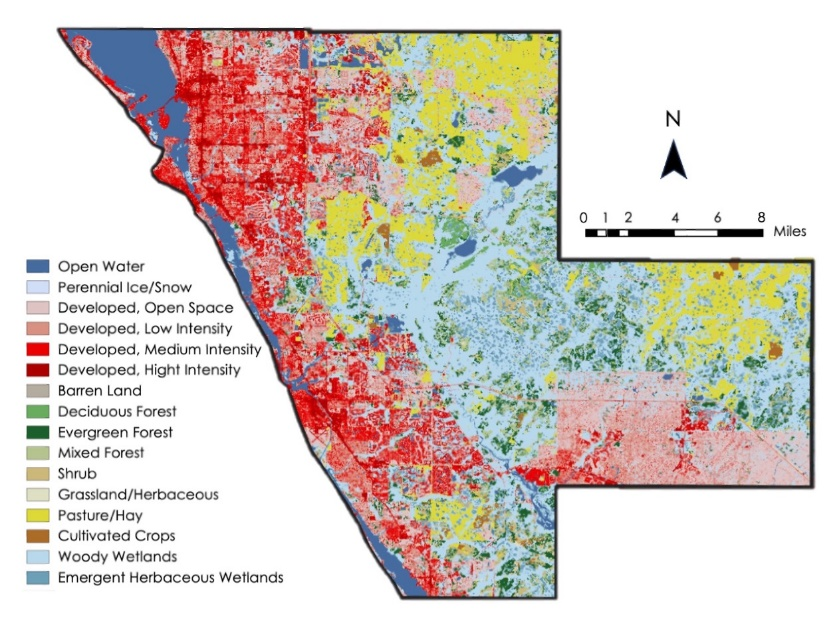 N
0 1 2 4 6 8 Miles
Open Water
Perennial Ice/Snow
Developed, Open Space
Developed, Low Intensity
Developed, Medium Intensity
Developed, Hight Intensity
Barren Land
Deciduous Forest
Evergreen Forest
Mixed Forest
Shrub
Grassland/Herbaceous
Pasture/Hay
Cultivated Crops
Woody Wetlands
Emergent Herbaceous Wetlands